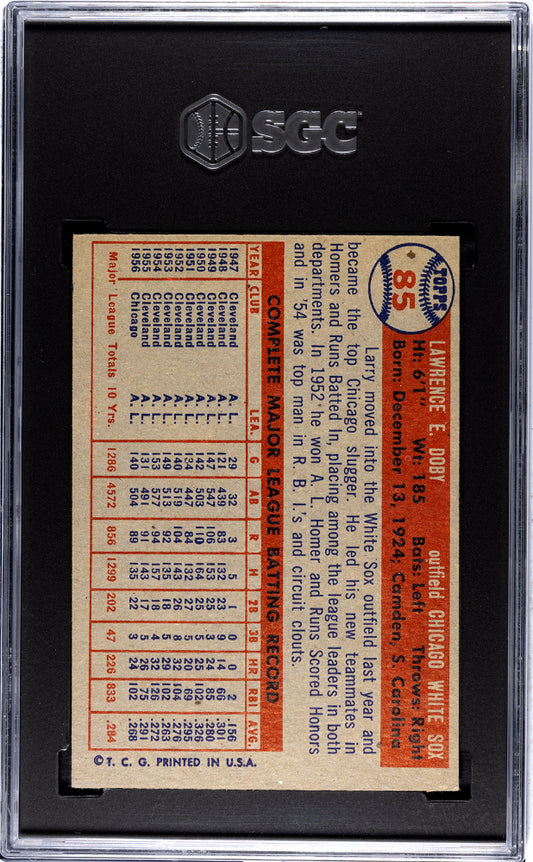 SGC
TOPPS
85
LAWRENCE E. DOBY outfield CHICAGO WHITE SOX
Ht: 6'1" Wt: 185 Bats: Left Throws: Right
Born: December 13, 1924; Camden, S. Carolina
Larry moved into the White Sox outfield last year and
became the top Chicago slugger. He led his new teammates in
Homers and Runs Batted In, placing among the league leaders in both
departments. In 1952 he won A. L. Homer and Runs Scored Honors
and in '54 was top man in R. B. I.'s and circuit clouts.
COMPLETE MAJOR LEAGUE BATTING RECORD
YEAR CLUB LEA. G AB R H 2B 3B HR RBI AVG.
1947 Cleveland A. L. 29 32 3 5 1 0 0 2 .156
1948 Cleveland A. L. 121 439 83 132 23 9 14 66 .301
1949 Cleveland A. L. 147 547 106 153 25 3 24 85 .280
1950 Cleveland A. L. 142 503 110 164 25 5 25 102 .326
1951 Cleveland A. L. 134 447 84 132 27 5 20 69 .295
1952 Cleveland A. L. 140 519 104 143 26 8 32 104 .276
1953 Cleveland A. L. 149 513 92 135 18 5 29 102 .263
1954 Cleveland A. L. 153 577 94 157 18 4 32 126 .272
1955 Cleveland A. L. 131 491 91 143 17 5 26 75 .291
1956 Chicago A. L. 140 504 89 135 22 3 24 102 .268
Major League Totals 10 Yrs. 1286 4572 856 1299 202 47 226 833 .284
© T. C. G. PRINTED IN U.S.A.